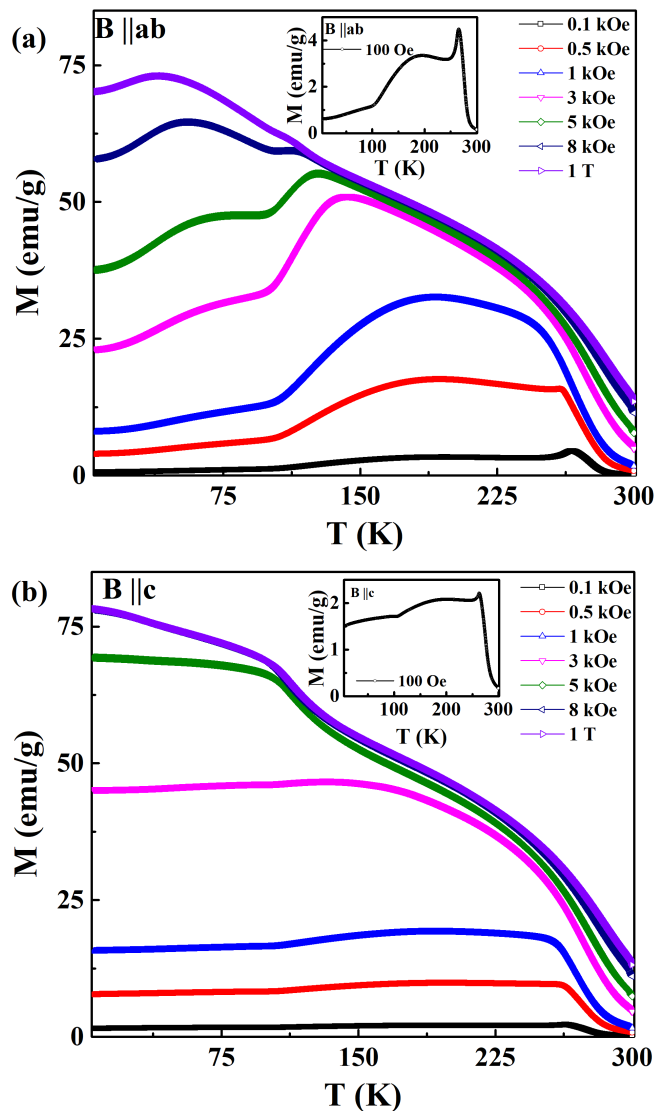 (a)
B ||ab
0.1 kOe
0.5 kOe
1 kOe
3 kOe
5 kOe
8 kOe
1 T
B ||ab
100 Oe
M (emu/g)
4
2
0
0
100
200
300
T (K)
M (emu/g)
75
50
25
0
75
150
225
300
T (K)
(b)
B ||c
0.1 kOe
0.5 kOe
1 kOe
3 kOe
5 kOe
8 kOe
1 T
B ||c
100 Oe
M (emu/g)
2
1
0
100
200
300
T (K)
M (emu/g)
75
50
25
0
75
150
225
300
T (K)